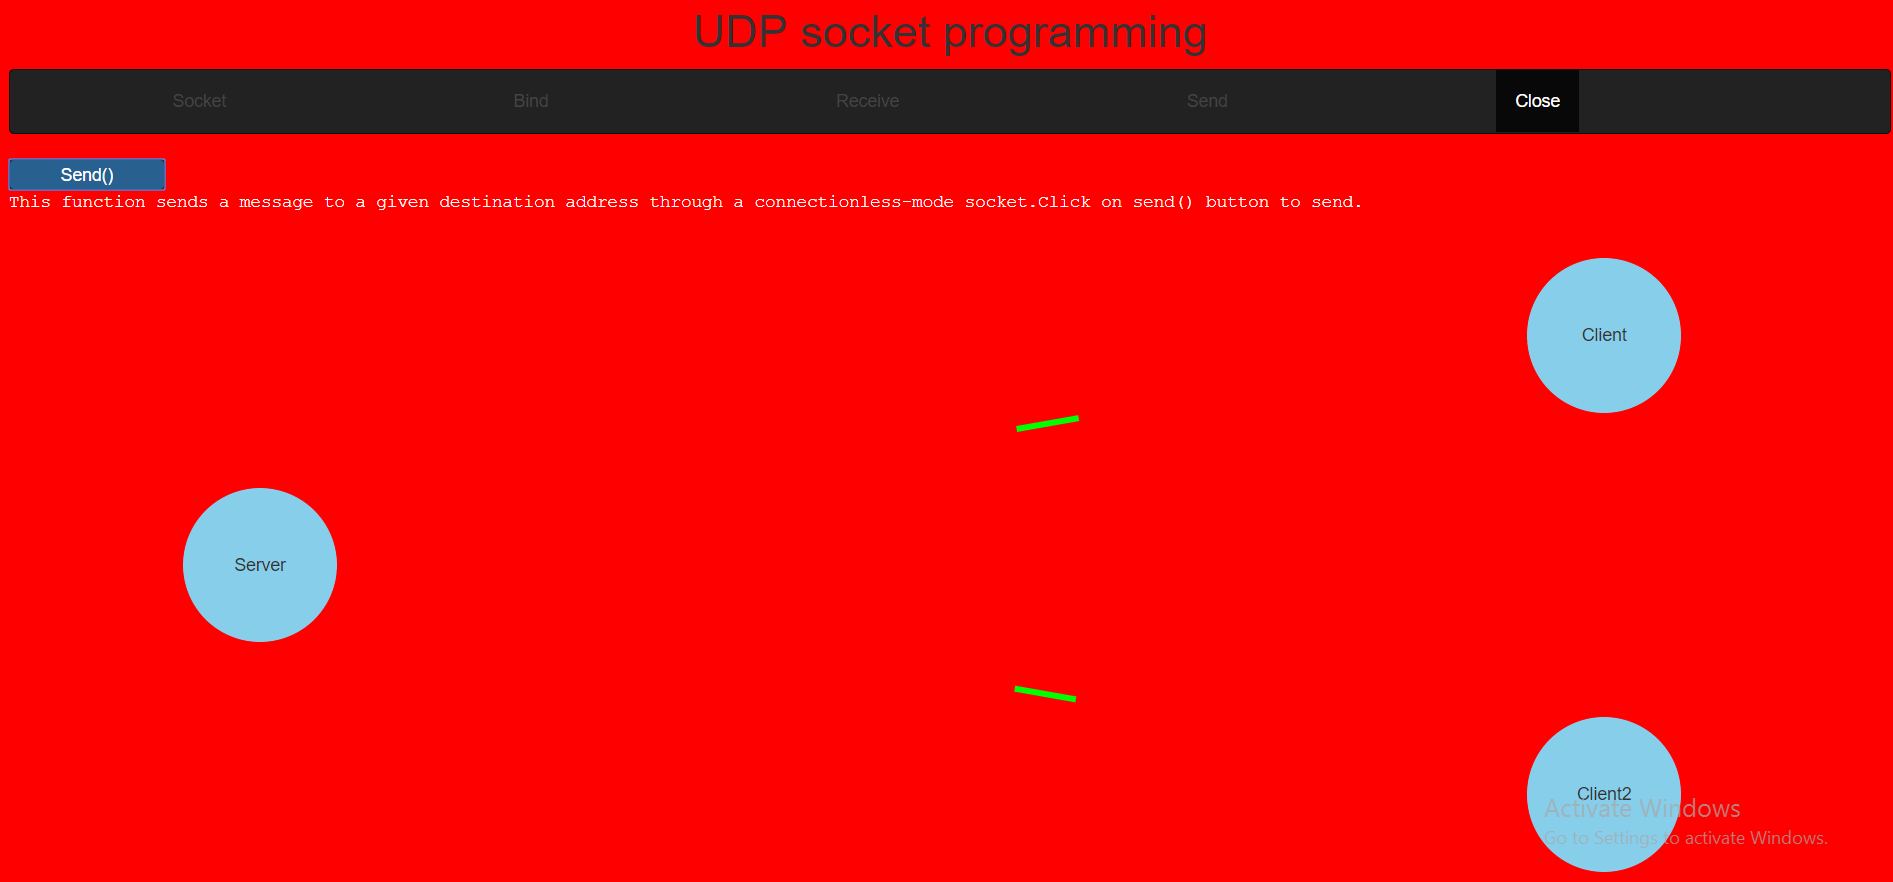 UDP socket programming
Socket Bind Receive Send Close
Send()
This function sends a message to a given destination address through a connectionless-mode socket.Click on send() button to send.
Client
Server
Client2
Activate Windows
Go to Settings to activate Windows.